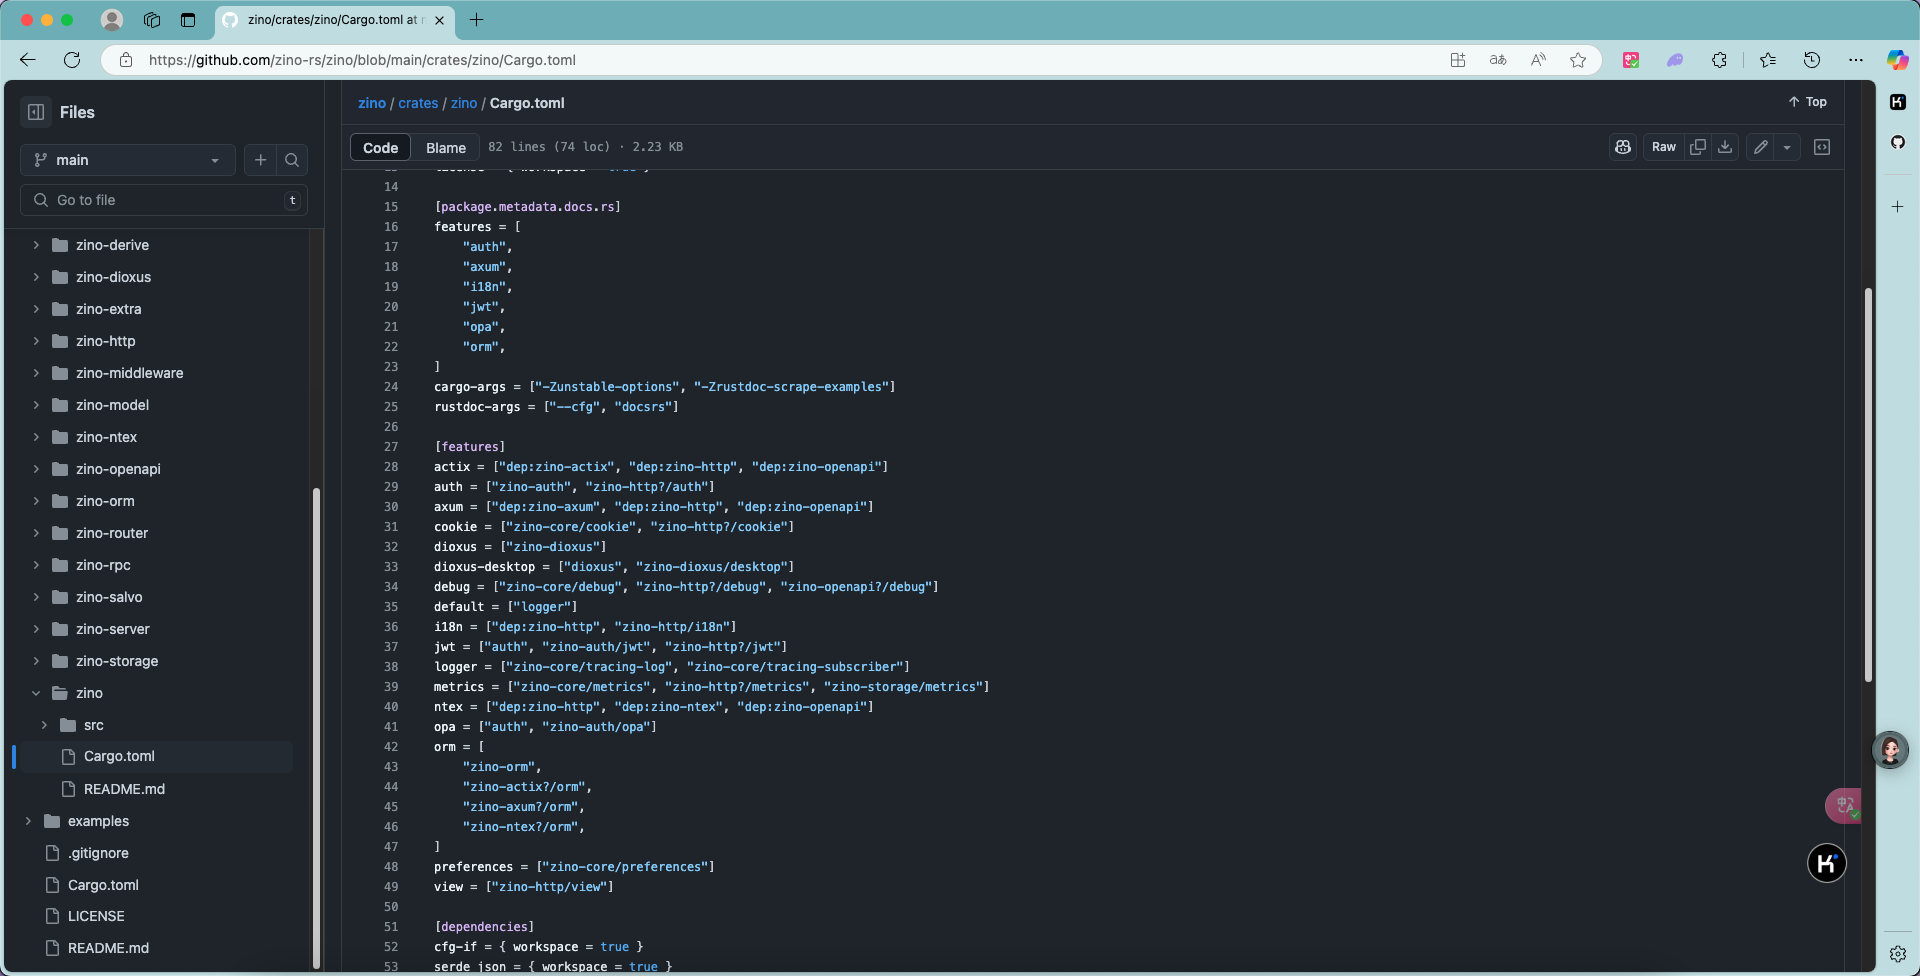 zino/crates/zino/Cargo.toml at
https://github.com/zino-rs/zino/blob/main/crates/zino/Cargo.toml
Files
main
Go to file
t
zino-derive
zino-dioxus
zino-extra
zino-http
zino-middleware
zino-model
zino-ntex
zino-openapi
zino-orm
zino-router
zino-rpc
zino-salvo
zino-server
zino-storage
zino
src
Cargo.toml
README.md
examples
.gitignore
Cargo.toml
LICENSE
README.md
zino / crates / zino / Cargo.toml
Top
Code Blame 82 lines (74 loc) · 2.23 KB
Raw
14
15 [package.metadata.docs.rs]
16 features = [
17 "auth",
18 "axum",
19 "i18n",
20 "jwt",
21 "opa",
22 "orm",
23 ]
24 cargo-args = ["-Zunstable-options", "-Zrustdoc-scrape-examples"]
25 rustdoc-args = ["--cfg", "docsrs"]
26
27 [features]
28 actix = ["dep:zino-actix", "dep:zino-http", "dep:zino-openapi"]
29 auth = ["zino-auth", "zino-http?/auth"]
30 axum = ["dep:zino-axum", "dep:zino-http", "dep:zino-openapi"]
31 cookie = ["zino-core/cookie", "zino-http?/cookie"]
32 dioxus = ["zino-dioxus"]
33 dioxus-desktop = ["dioxus", "zino-dioxus/desktop"]
34 debug = ["zino-core/debug", "zino-http?/debug", "zino-openapi?/debug"]
35 default = ["logger"]
36 i18n = ["dep:zino-http", "zino-http/i18n"]
37 jwt = ["auth", "zino-auth/jwt", "zino-http?/jwt"]
38 logger = ["zino-core/tracing-log", "zino-core/tracing-subscriber"]
39 metrics = ["zino-core/metrics", "zino-http?/metrics", "zino-storage/metrics"]
40 ntex = ["dep:zino-http", "dep:zino-ntex", "dep:zino-openapi"]
41 opa = ["auth", "zino-auth/opa"]
42 orm = [
43 "zino-orm",
44 "zino-actix?/orm",
45 "zino-axum?/orm",
46 "zino-ntex?/orm",
47 ]
48 preferences = ["zino-core/preferences"]
49 view = ["zino-http/view"]
50
51 [dependencies]
52 cfg-if = { workspace = true }
53 serde_json = { workspace = true }